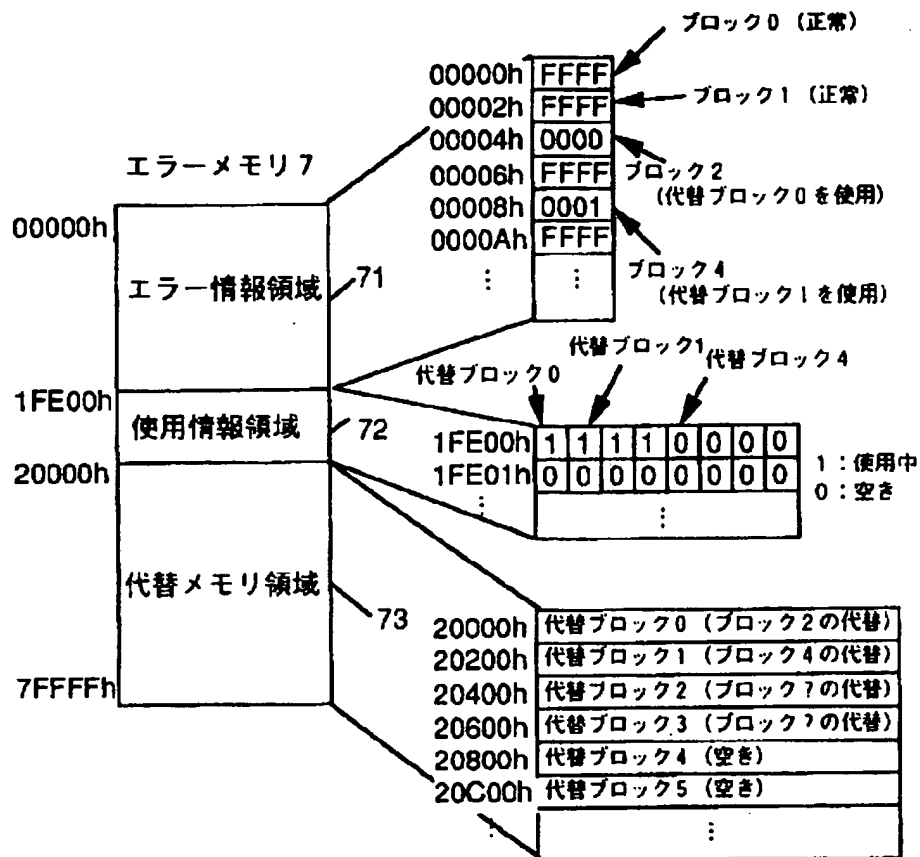 エラーメモリ7
00000h
エラー情報領域
71
1FE00h
使用情報領域
72
20000h
代替メモリ領域
73
7FFFFh
ブロック0 (正常)
00000h FFFF
ブロック1 (正常)
00002h FFFF
00004h 0000
ブロック2
(代替ブロック0を使用)
00006h FFFF
00008h 0001
0000Ah FFFF
ブロック4
(代替ブロック1を使用)
⋮ ⋮
代替ブロック0
代替ブロック1
代替ブロック4
1FE00h 1 1 1 1 0 0 0 0
1FE01h 0 0 0 0 0 0 0 0
⋮ ⋮
1:使用中
0:空き
20000h 代替ブロック0 (ブロック2の代替)
20200h 代替ブロック1 (ブロック4の代替)
20400h 代替ブロック2 (ブロック?の代替)
20600h 代替ブロック3 (ブロック?の代替)
20800h 代替ブロック4 (空き)
20C00h 代替ブロック5 (空き)
⋮ ⋮